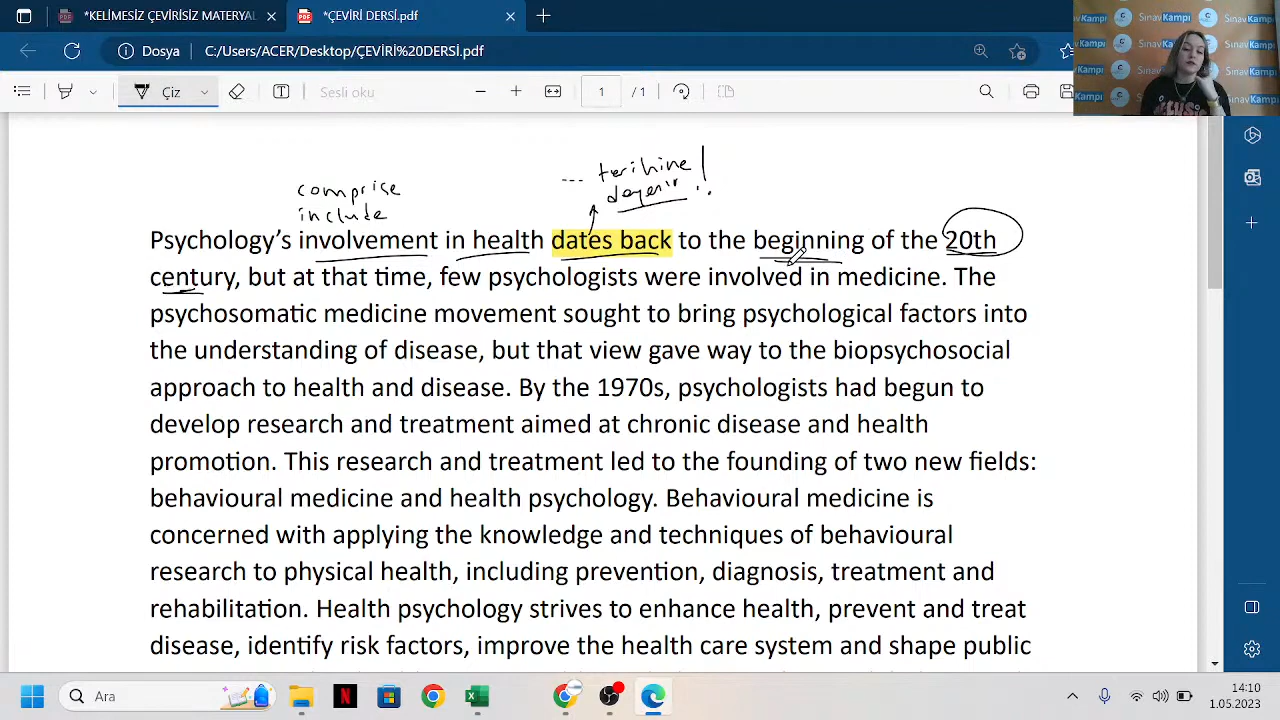 *KELİMESİZ ÇEVİRİSİZ MATERYAL
*ÇEVİRİ DERSİ.pdf
Dosya
C:/Users/ACER/Desktop/ÇEVİRİ%20DERSİ.pdf
Çiz
Sesli oku
1
/1
SınavKampı
... tarihine
dayanır
!
comprise
include
Psychology's involvement in health dates back to the beginning of the 20th
century, but at that time, few psychologists were involved in medicine. The
psychosomatic medicine movement sought to bring psychological factors into
the understanding of disease, but that view gave way to the biopsychosocial
approach to health and disease. By the 1970s, psychologists had begun to
develop research and treatment aimed at chronic disease and health
promotion. This research and treatment led to the founding of two new fields:
behavioural medicine and health psychology. Behavioural medicine is
concerned with applying the knowledge and techniques of behavioural
research to physical health, including prevention, diagnosis, treatment and
rehabilitation. Health psychology strives to enhance health, prevent and treat
disease, identify risk factors, improve the health care system and shape public
Ara
14:10
1.05.2023